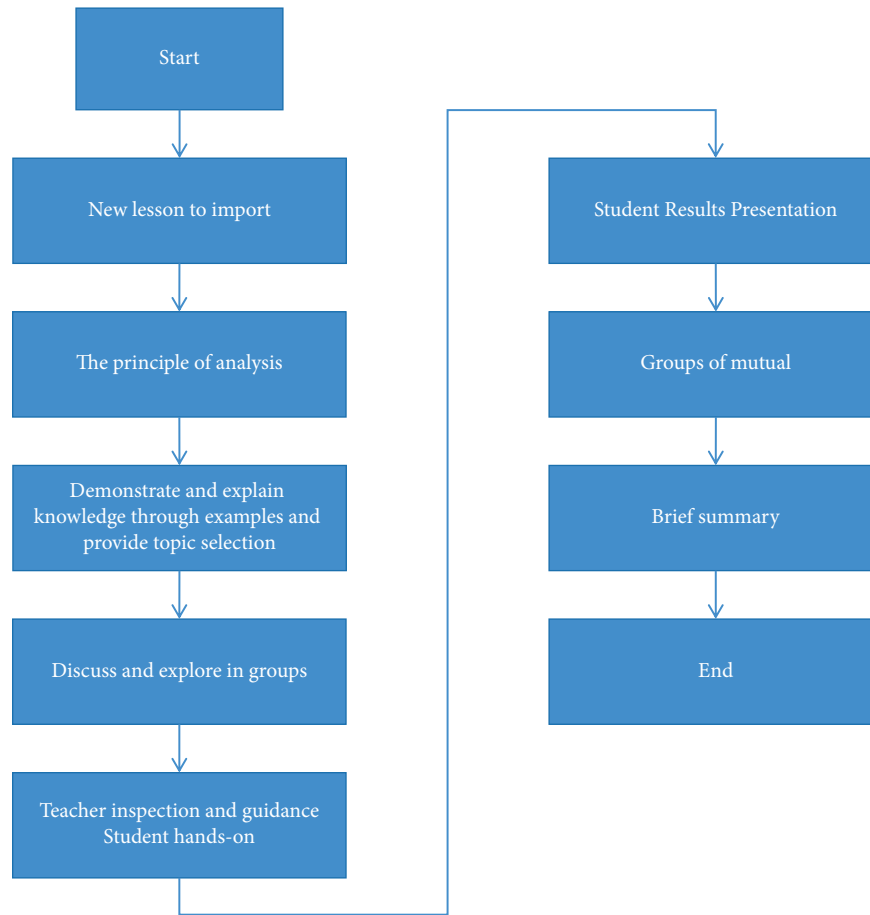 Start
New lesson to import
The principle of analysis
Demonstrate and explain
knowledge through examples and
provide topic selection
Discuss and explore in groups
Teacher inspection and guidance
Student hands-on
Student Results Presentation
Groups of mutual
Brief summary
End